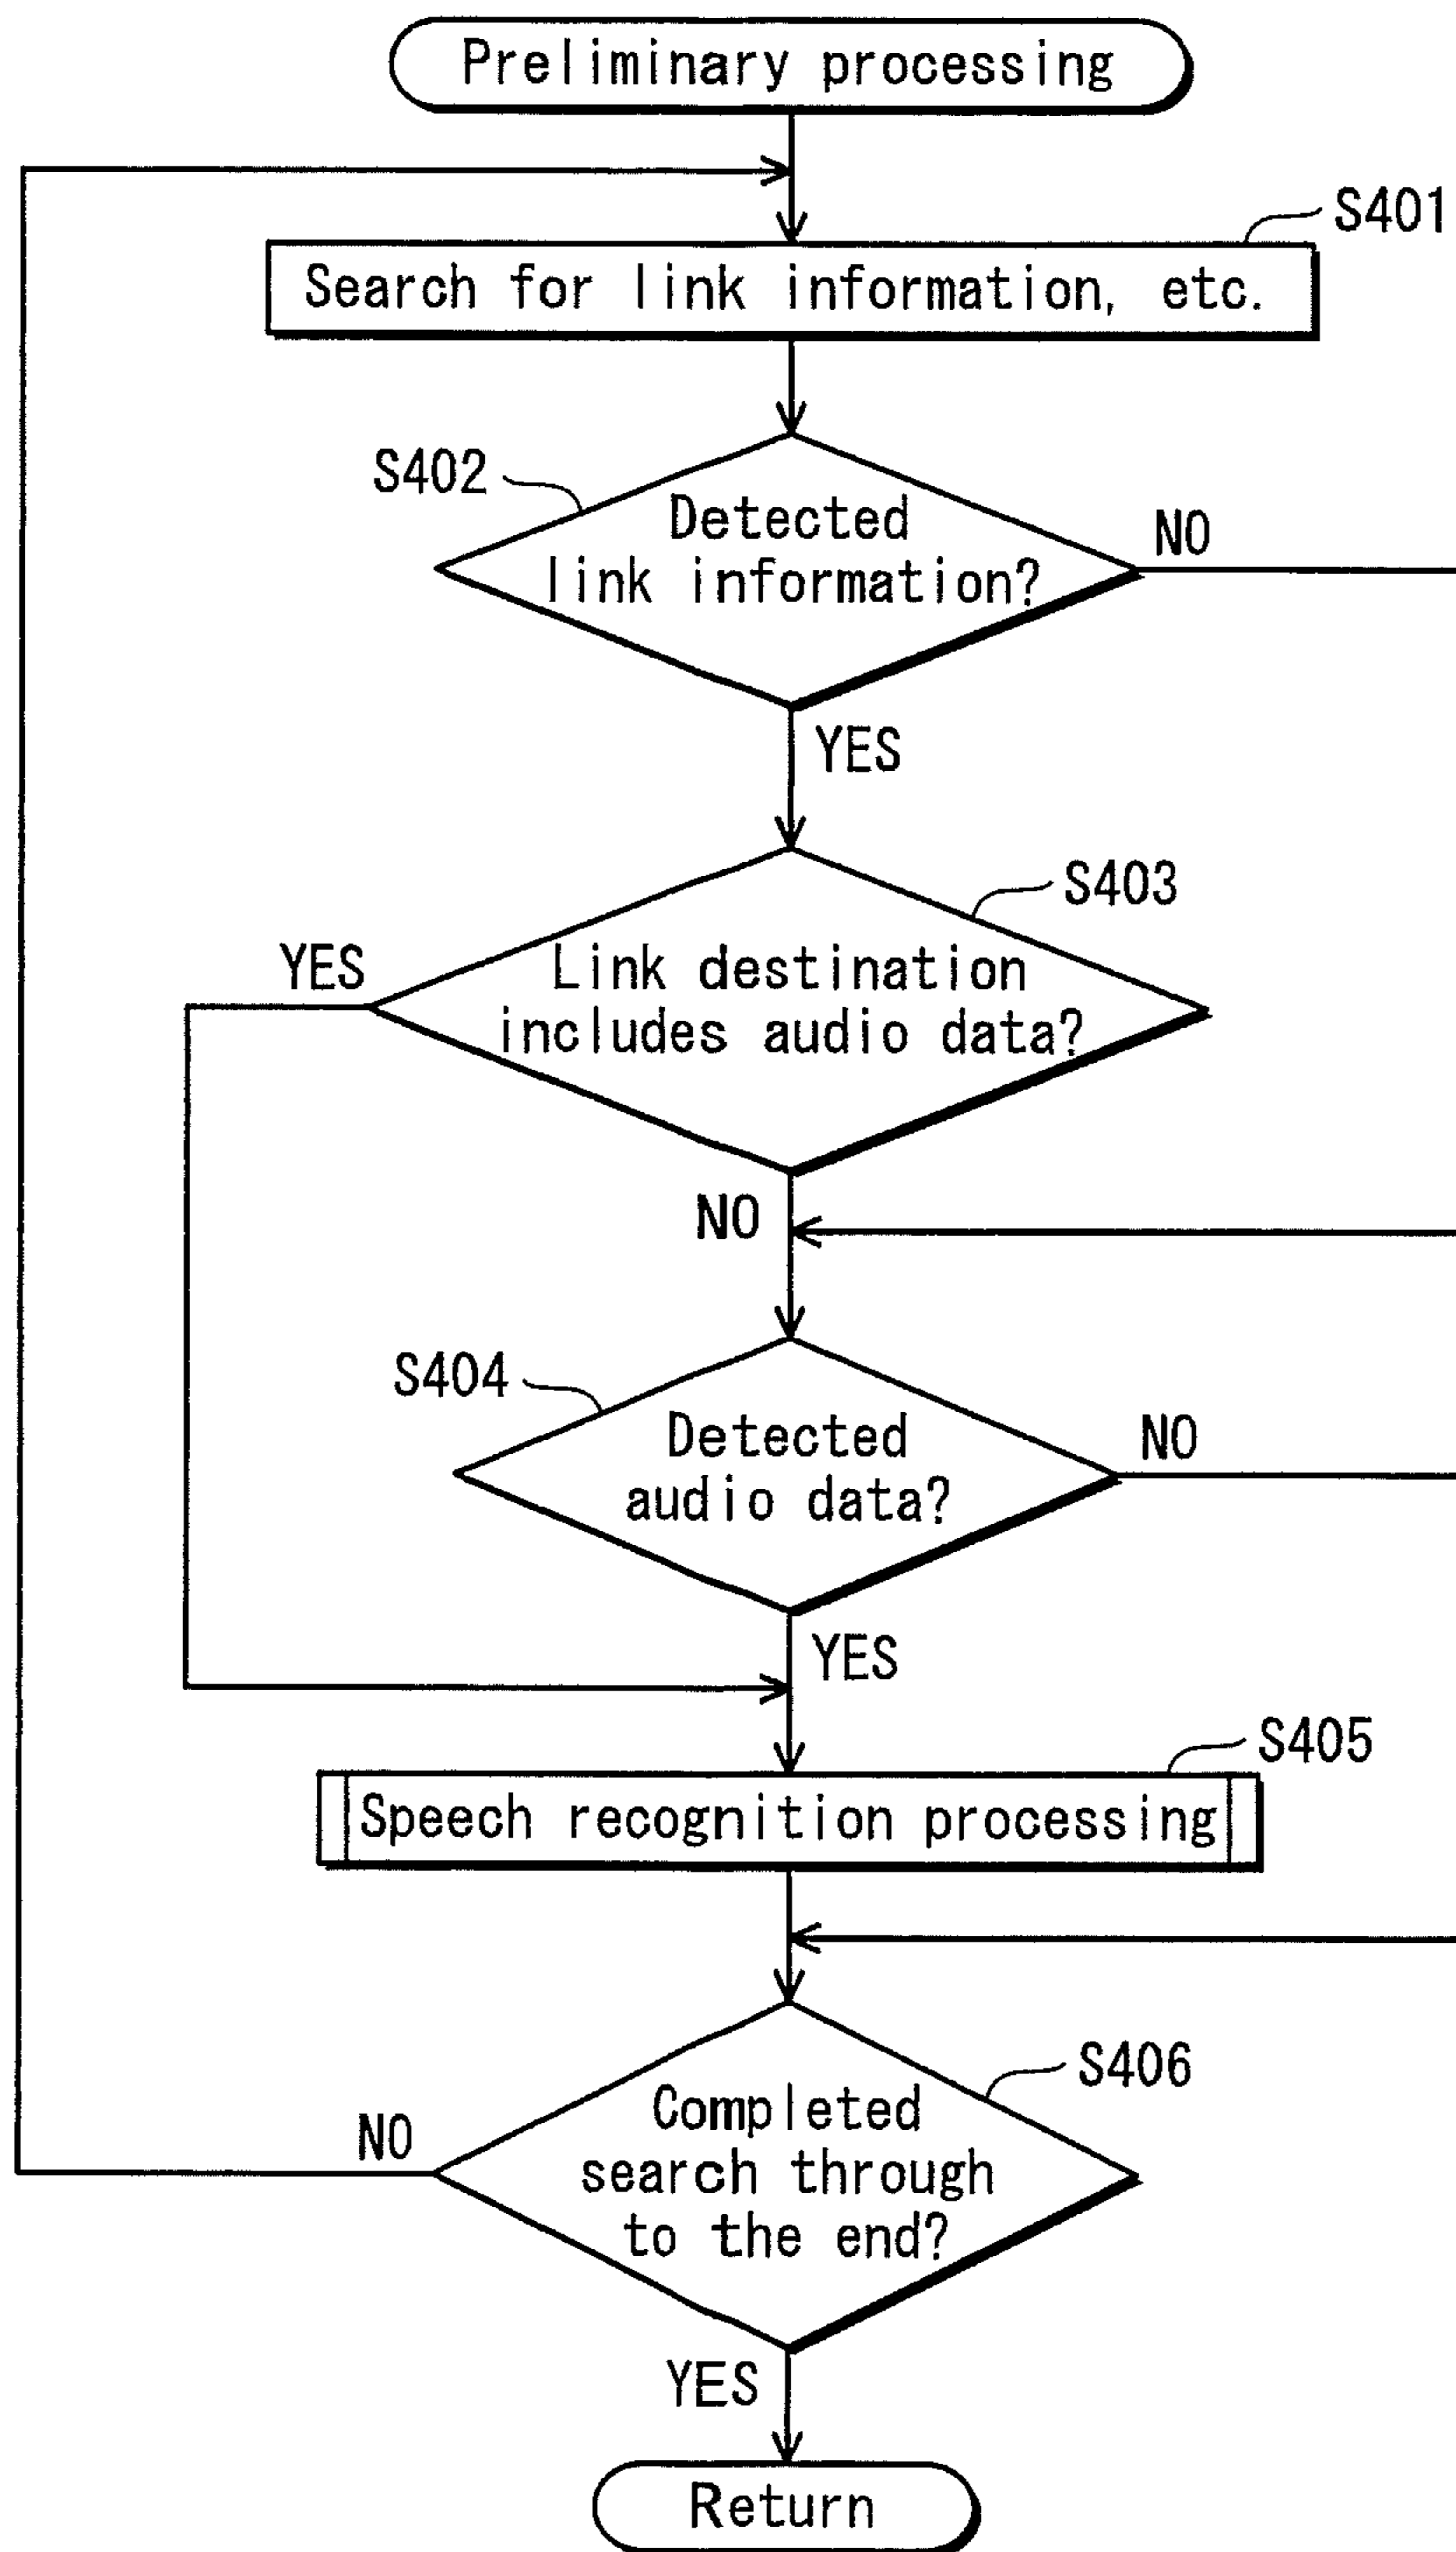 Preliminary processing
S401
Search for link information, etc.
S402
Detected
link information?
NO
YES
S403
YES
Link destination
includes audio data?
NO
S404
Detected
audio data?
NO
YES
S405
Speech recognition processing
S406
Completed
search through
to the end?
NO
YES
Return